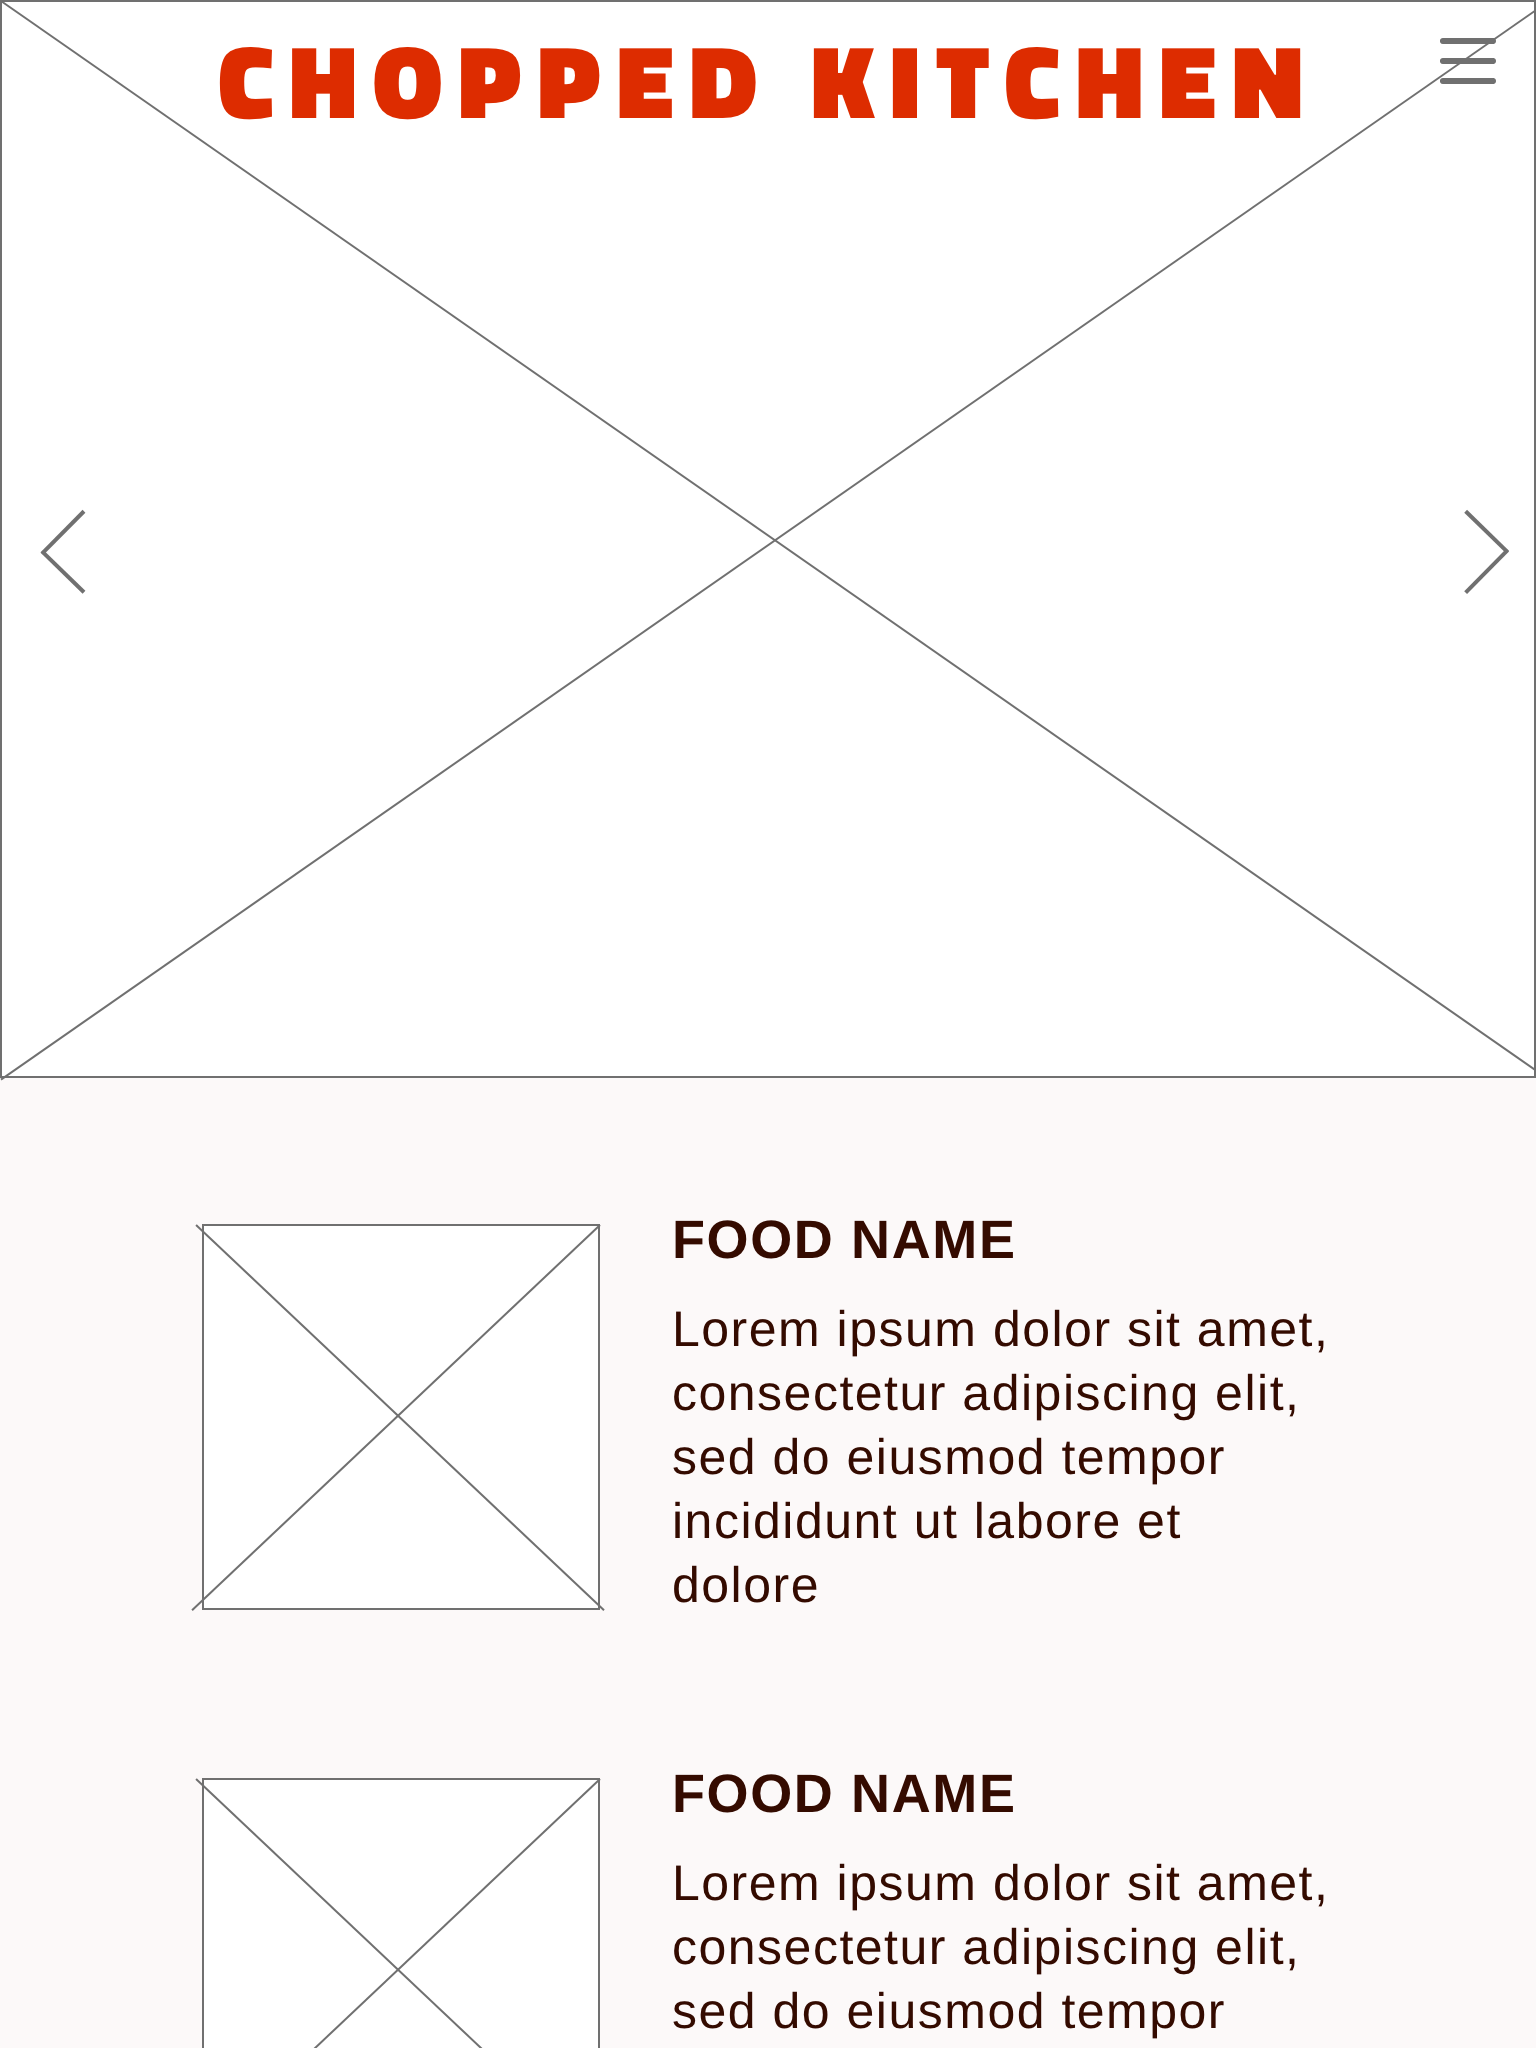 CHOPPED KITCHEN
FOOD NAME
Lorem ipsum dolor sit amet,
consectetur adipiscing elit,
sed do eiusmod tempor
incididunt ut labore et
dolore
FOOD NAME
Lorem ipsum dolor sit amet,
consectetur adipiscing elit,
sed do eiusmod tempor